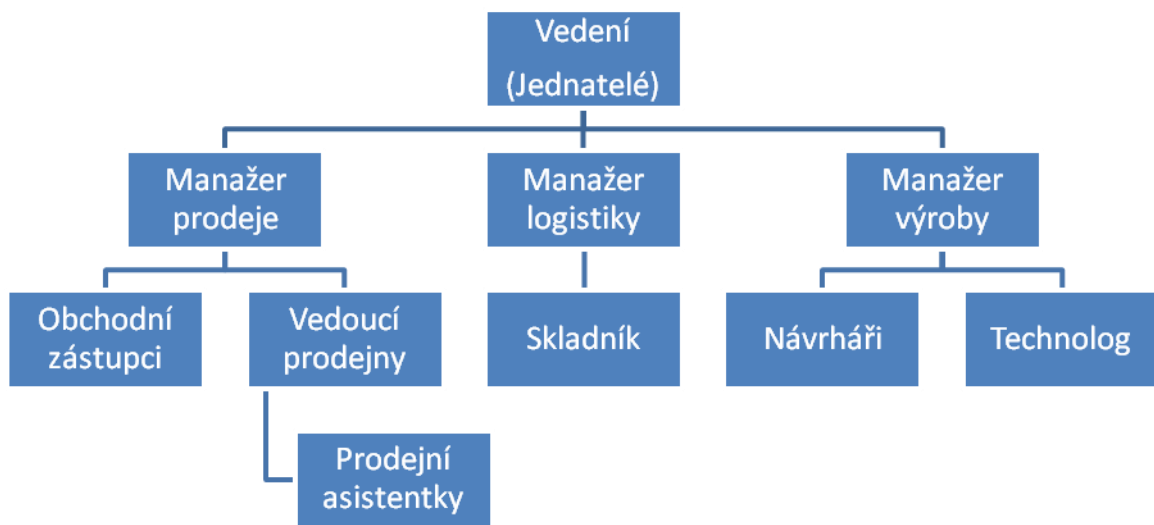 Vedení
(Jednatelé)
Manažer
prodeje
Manažer
logistiky
Manažer
výroby
Obchodní
zástupci
Vedoucí
prodejny
Skladník
Návrháři
Technolog
Prodejní
asistentky